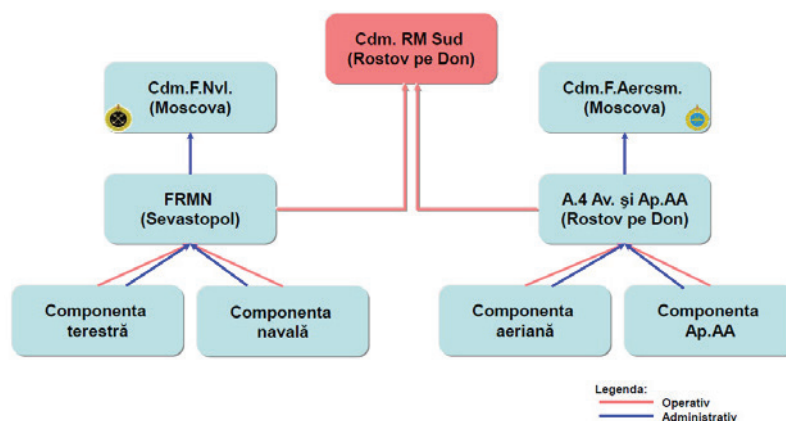 Cdm. RM Sud
(Rostov pe Don)
Cdm.F.Nvl.
(Moscova)
Cdm.F.Aercsm.
(Moscova)
FRMN
(Sevastopol)
A.4 Av. și Ap.AA
(Rostov pe Don)
Componenta
terestră
Componenta
navală
Componenta
aeriană
Componenta
Ap.AA
Legenda:
Operativ
Administrativ